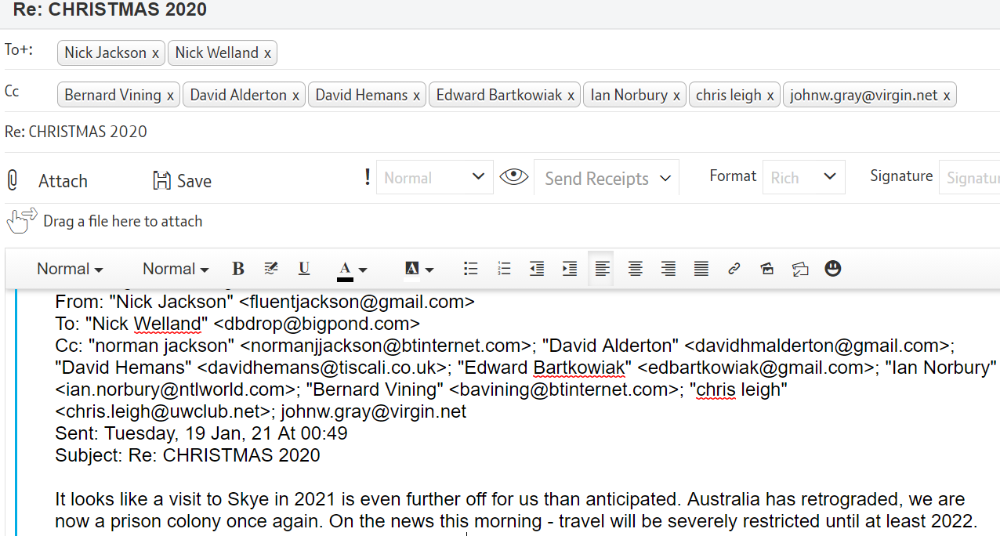 Re: CHRISTMAS 2020
To+: Nick Jackson x Nick Welland x
Cc Bernard Vining x David Alderton x David Hemans x Edward Bartkowiak x Ian Norbury x chris leigh x johnw.gray@virgin.net x
Re: CHRISTMAS 2020
Attach Save ! Normal Send Receipts Format Rich Signature Signatur
Drag a file here to attach
Normal Normal B U A A
From: "Nick Jackson" <fluentjackson@gmail.com>
To: "Nick Welland" <dbdrop@bigpond.com>
Cc: "norman jackson" <normanjjackson@btinternet.com>; "David Alderton" <davidhmalderton@gmail.com>;
"David Hemans" <davidhemans@tiscali.co.uk>; "Edward Bartkowiak" <edbartkowiak@gmail.com>; "Ian Norbury"
<ian.norbury@ntlworld.com>; "Bernard Vining" <bavining@btinternet.com>; "chris leigh"
<chris.leigh@uwclub.net>; johnw.gray@virgin.net
Sent: Tuesday, 19 Jan, 21 At 00:49
Subject: Re: CHRISTMAS 2020
It looks like a visit to Skye in 2021 is even further off for us than anticipated. Australia has retrograded, we are
now a prison colony once again. On the news this morning - travel will be severely restricted until at least 2022.